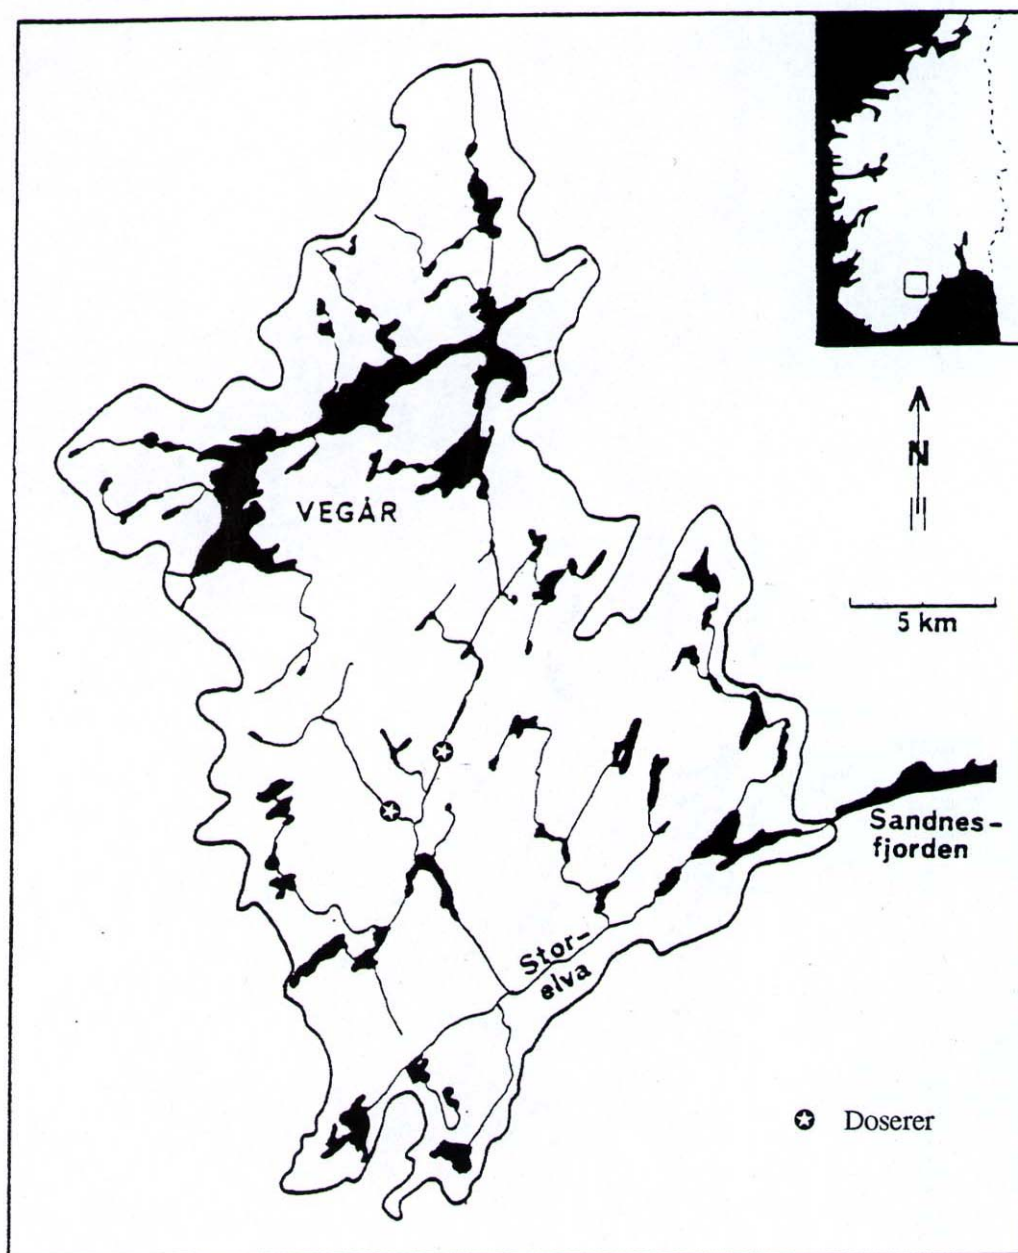 N
VEGÅR
5 km
Sandnes-
fjorden
Stor-
elva
Doserer